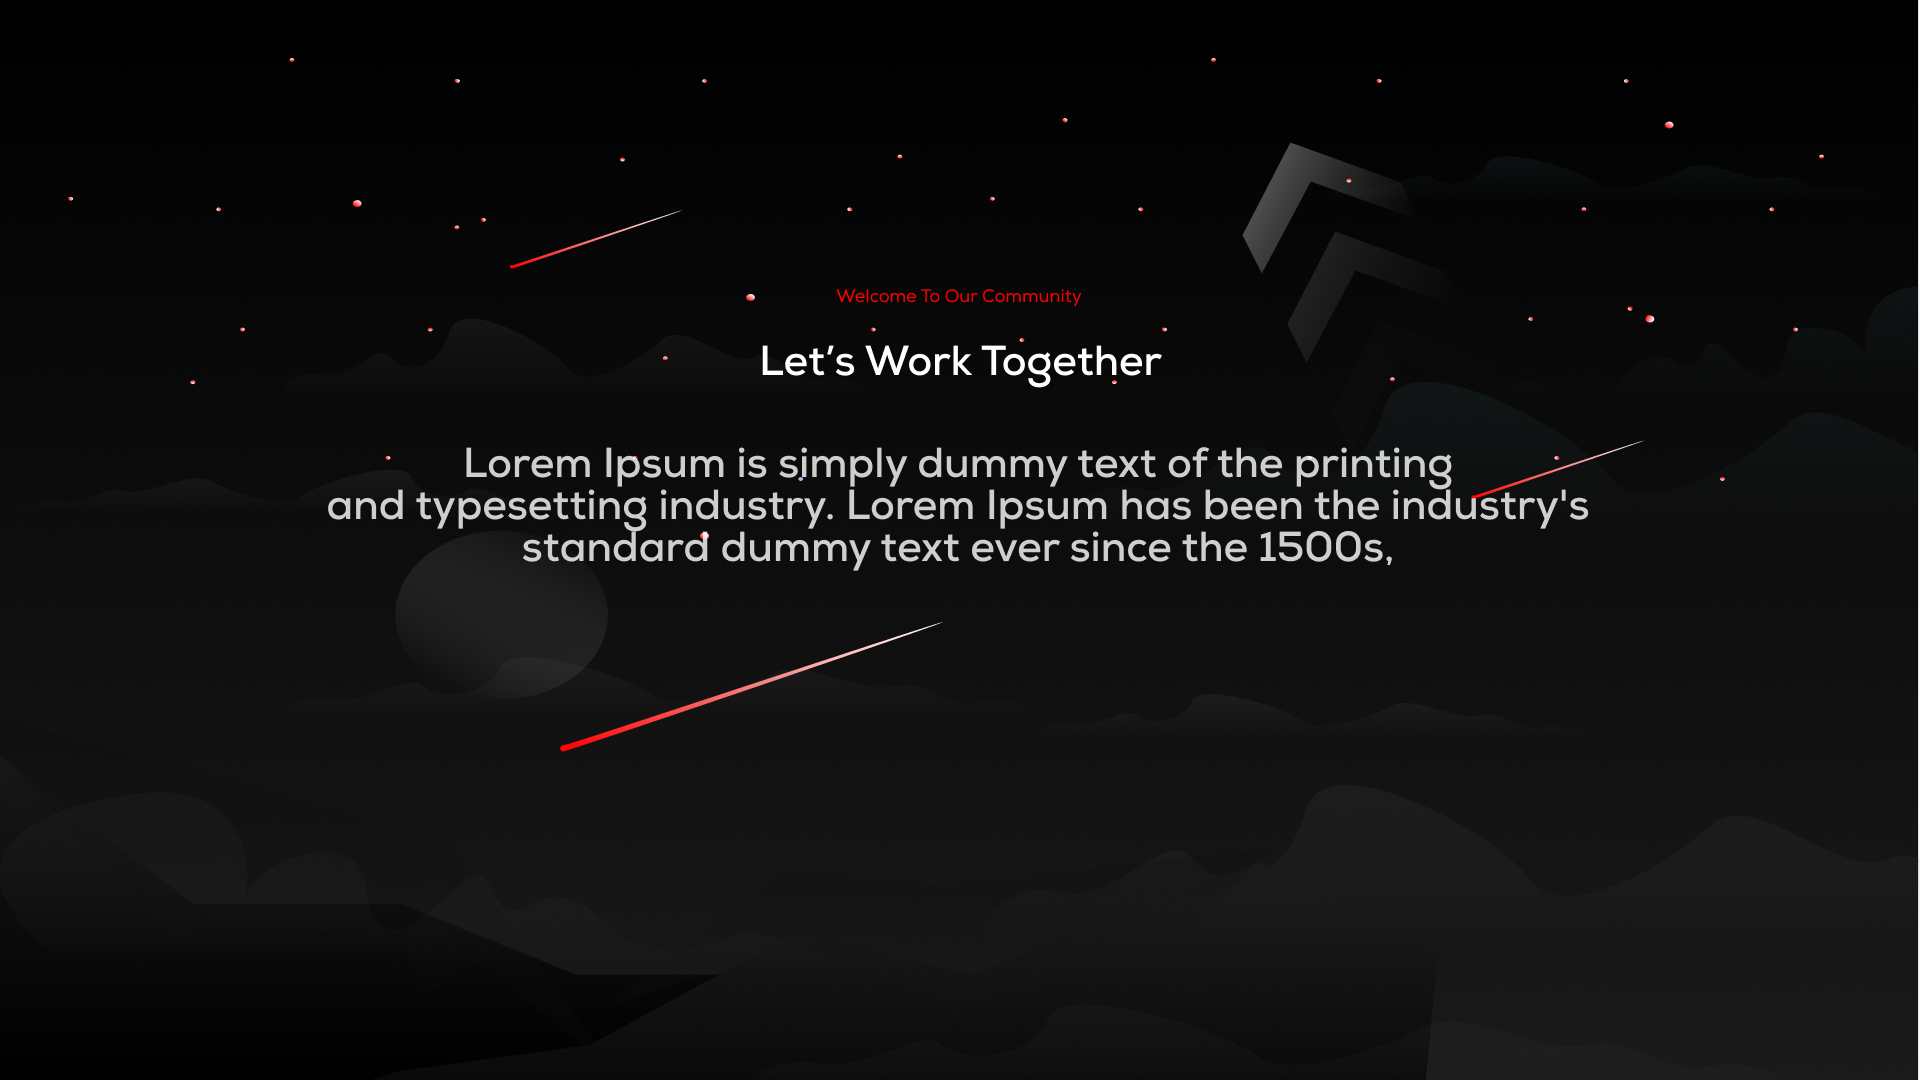 Welcome To Our Community
Let’s Work Together
Lorem Ipsum is simply dummy text of the printing
and typesetting industry. Lorem Ipsum has been the industry's
standard dummy text ever since the 1500s,